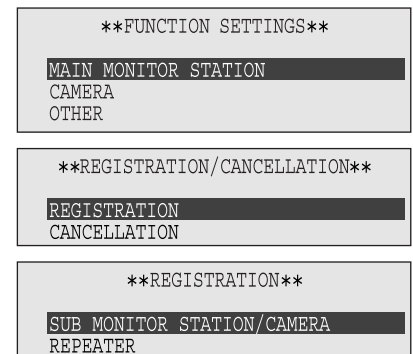 **FUNCTION SETTINGS**
MAIN MONITOR STATION
CAMERA
OTHER
**REGISTRATION/CANCELLATION**
REGISTRATION
CANCELLATION
**REGISTRATION**
SUB MONITOR STATION/CAMERA
REPEATER